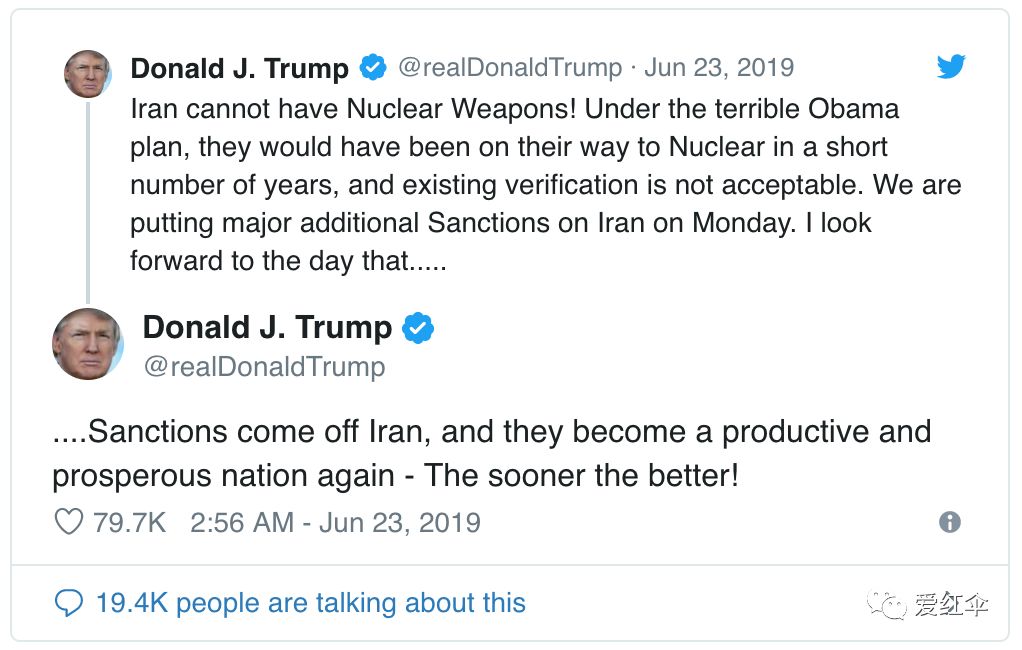 Donald J. Trump @realDonaldTrump · Jun 23, 2019
Iran cannot have Nuclear Weapons! Under the terrible Obama
plan, they would have been on their way to Nuclear in a short
number of years, and existing verification is not acceptable. We are
putting major additional Sanctions on Iran on Monday. I look
forward to the day that.....
Donald J. Trump
@realDonaldTrump
....Sanctions come off Iran, and they become a productive and
prosperous nation again - The sooner the better!
79.7K 2:56 AM - Jun 23, 2019
19.4K people are talking about this
爱红伞